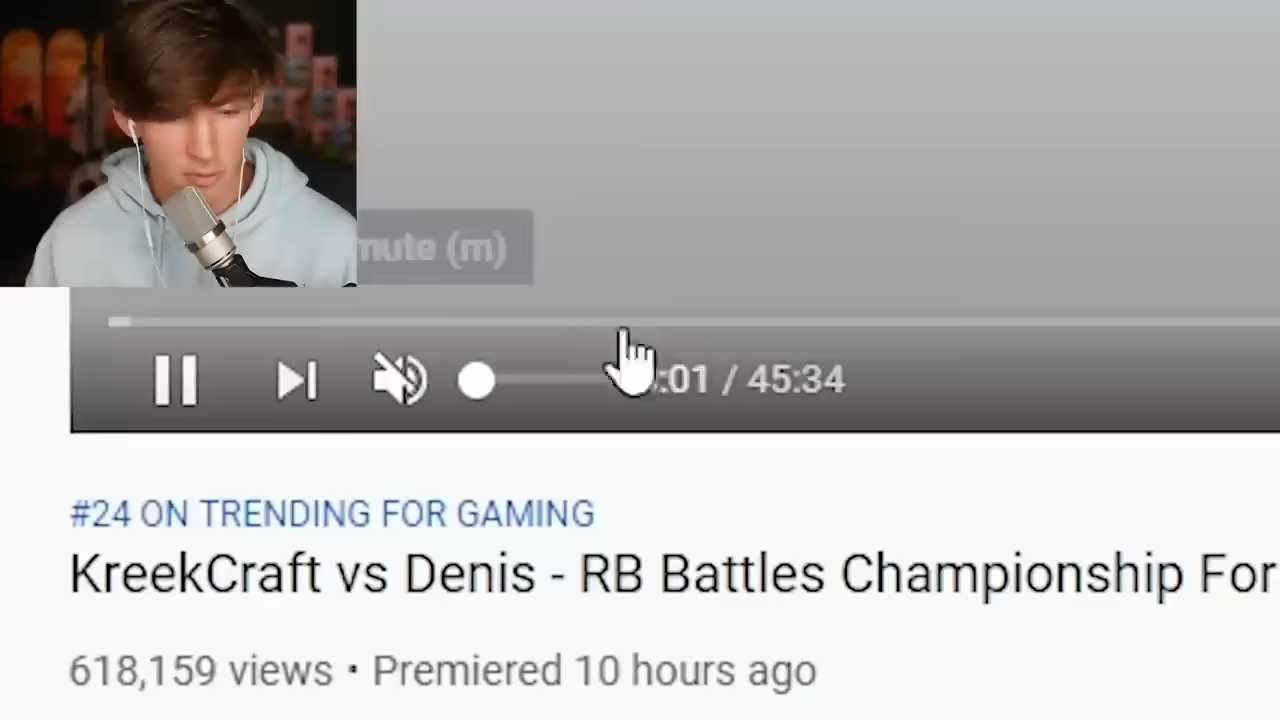 mute (m)
:01 / 45:34
#24 ON TRENDING FOR GAMING
KreekCraft vs Denis - RB Battles Championship For
618,159 views • Premiered 10 hours ago